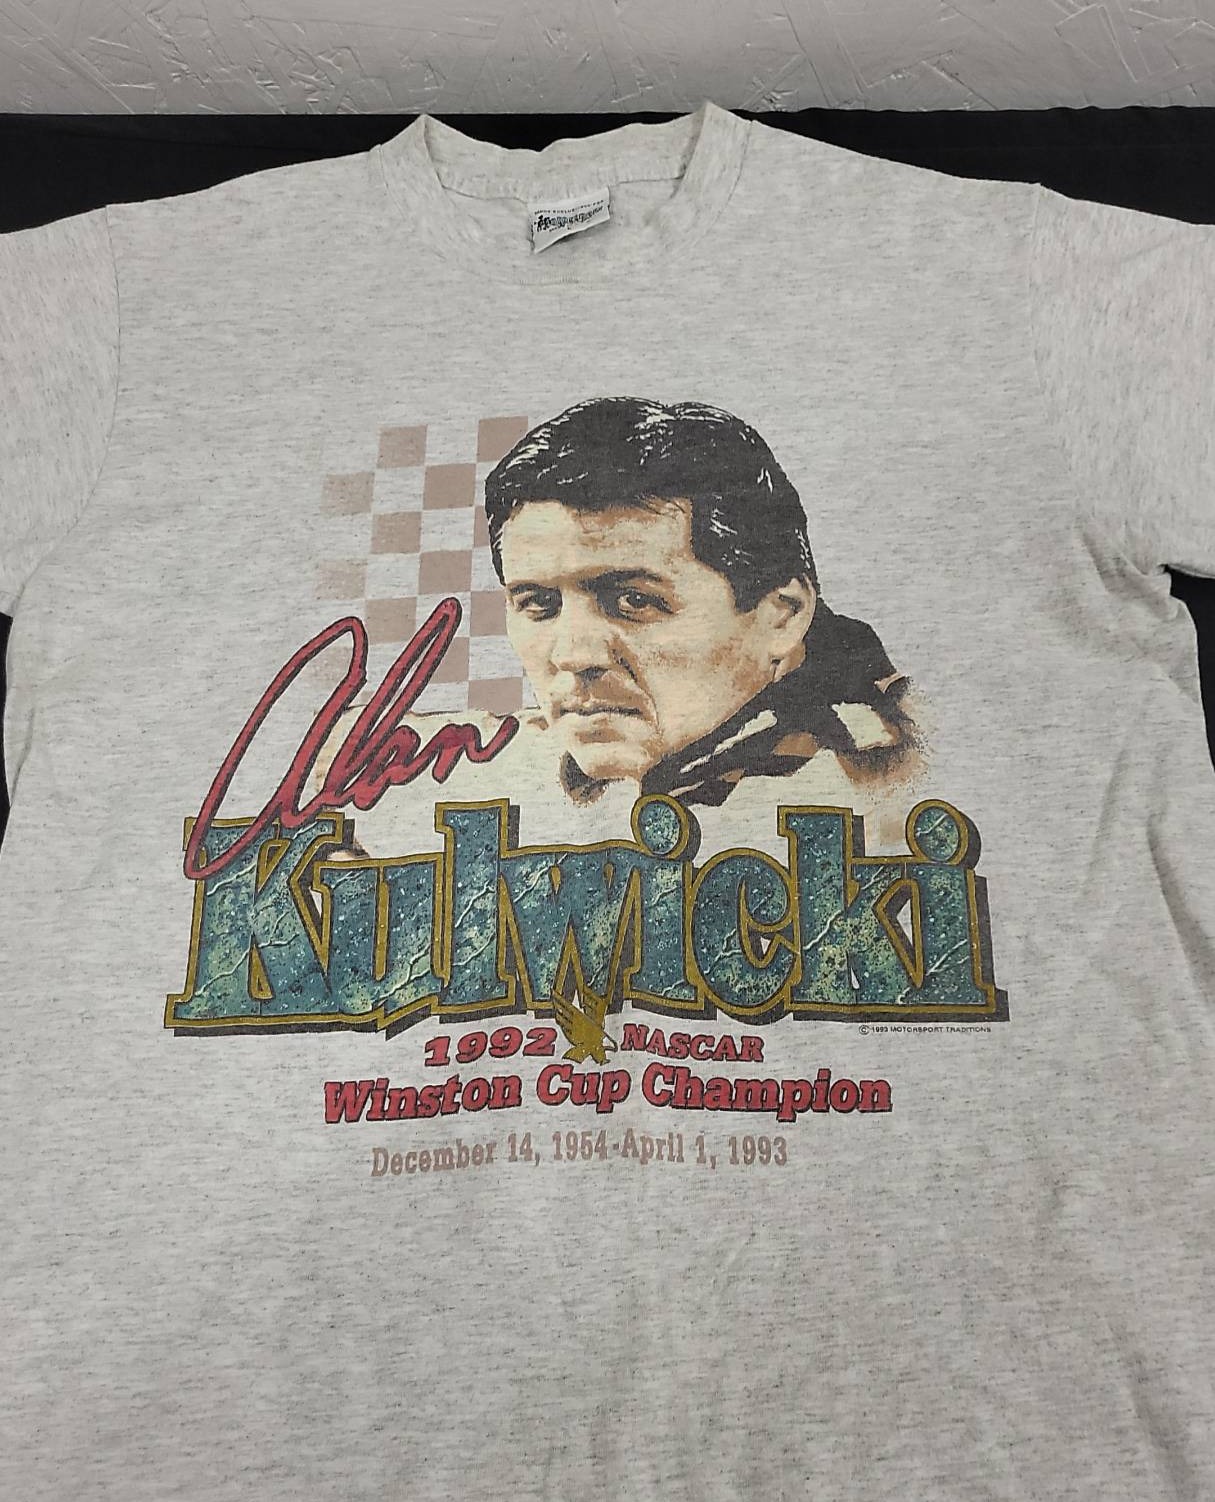 Alan
Kulwicki
© 1993 MOTORSPORT TRADITIONS
1992 NASCAR
Winston Cup Champion
December 14, 1954-April 1, 1993